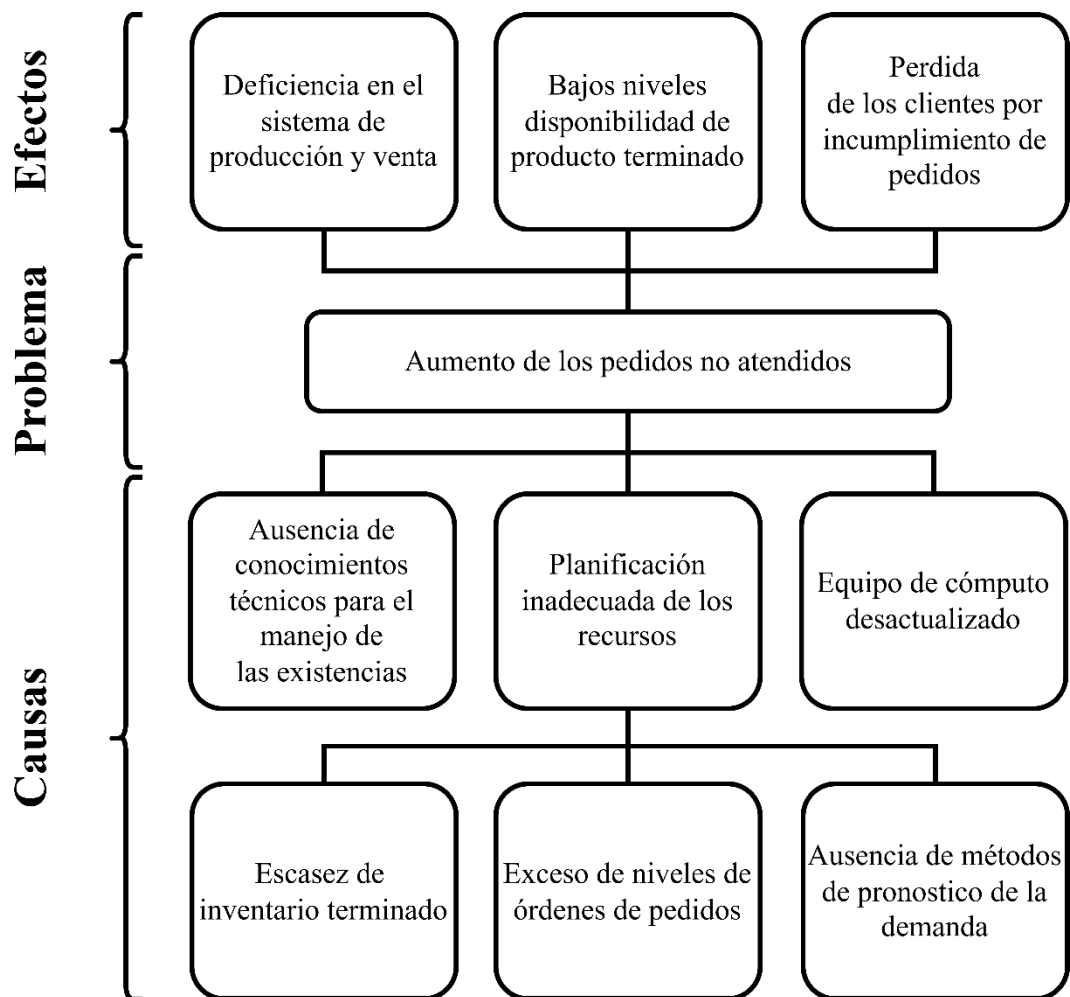 Efectos
Deficiencia en el
sistema de
producción y venta
Bajos niveles
disponibilidad de
producto terminado
Perdida
de los clientes por
incumplimiento de
pedidos
Problema
Aumento de los pedidos no atendidos
Causas
Ausencia de
conocimientos
técnicos para el
manejo de
las existencias
Planificación
inadecuada de los
recursos
Equipo de cómputo
desactualizado
Escasez de
inventario terminado
Exceso de niveles de
órdenes de pedidos
Ausencia de métodos
de pronostico de la
demanda